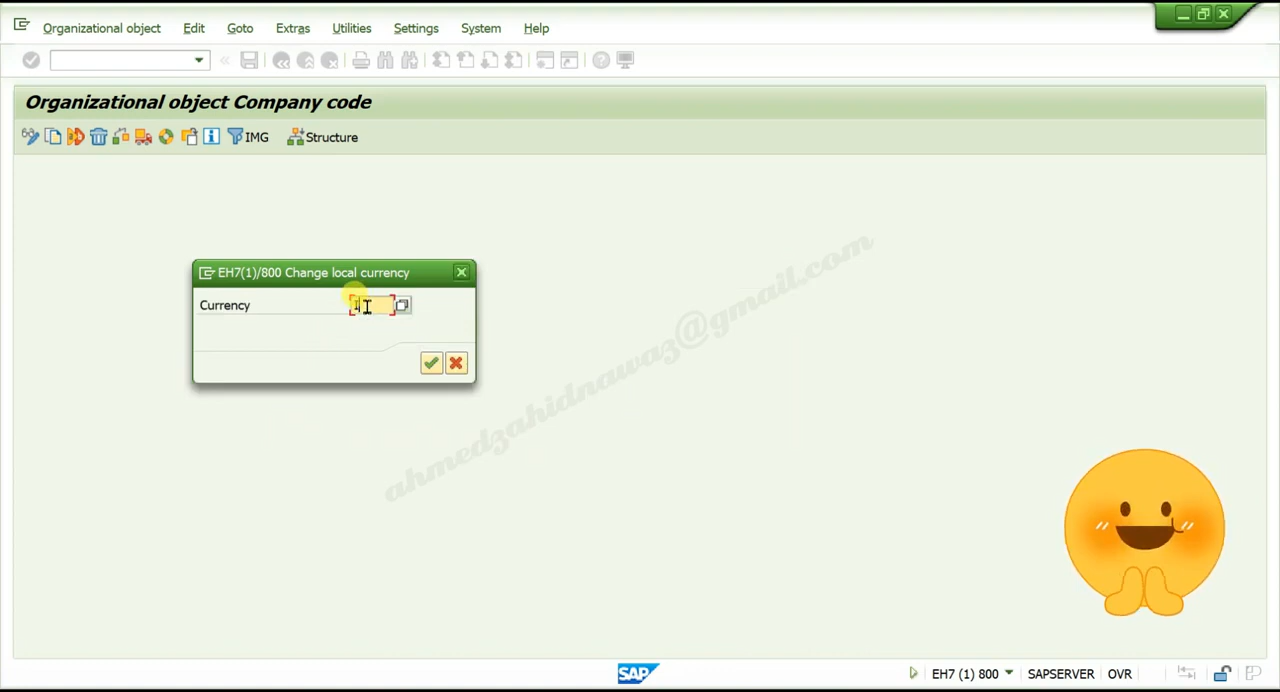 Organizational object Edit Goto Extras Utilities Settings System Help
Organizational object Company code
IMG Structure
EH7(1)/800 Change local currency
Currency
ahmedzahidnawaz@gmail.com
SAP EH7 (1) 800 SAPSERVER OVR